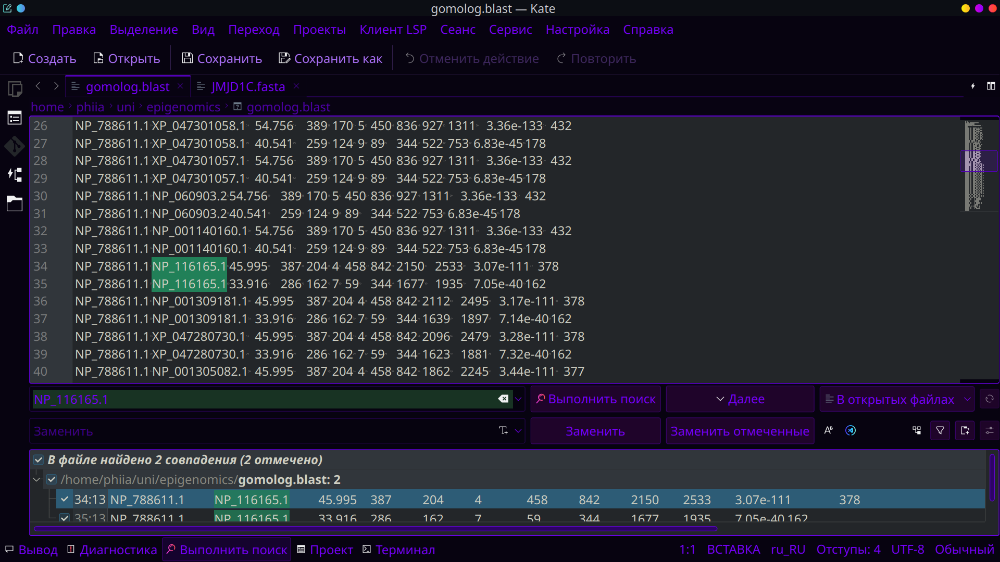 gomolog.blast — Kate
Файл Правка Выделение Вид Переход Проекты Клиент LSP Сеанс Сервис Настройка Справка
Создать Открыть Сохранить Сохранить как Отменить действие Повторить
gomolog.blast JMJD1C.fasta
home phiia uni epigenomics gomolog.blast
26 NP_788611.1 XP_047301058.1 54.756 389 170 5 450 836 927 1311 3.36e-133 432
27 NP_788611.1 XP_047301058.1 40.541 259 124 9 89 344 522 753 6.83e-45 178
28 NP_788611.1 XP_047301057.1 54.756 389 170 5 450 836 927 1311 3.36e-133 432
29 NP_788611.1 XP_047301057.1 40.541 259 124 9 89 344 522 753 6.83e-45 178
30 NP_788611.1 NP_060903.2 54.756 389 170 5 450 836 927 1311 3.36e-133 432
31 NP_788611.1 NP_060903.2 40.541 259 124 9 89 344 522 753 6.83e-45 178
32 NP_788611.1 NP_001140160.1 54.756 389 170 5 450 836 927 1311 3.36e-133 432
33 NP_788611.1 NP_001140160.1 40.541 259 124 9 89 344 522 753 6.83e-45 178
34 NP_788611.1 NP_116165.1 45.995 387 204 4 458 842 2150 2533 3.07e-111 378
35 NP_788611.1 NP_116165.1 33.916 286 162 7 59 344 1677 1935 7.05e-40 162
36 NP_788611.1 NP_001309181.1 45.995 387 204 4 458 842 2112 2495 3.17e-111 378
37 NP_788611.1 NP_001309181.1 33.916 286 162 7 59 344 1639 1897 7.14e-40 162
38 NP_788611.1 XP_047280730.1 45.995 387 204 4 458 842 2096 2479 3.28e-111 378
39 NP_788611.1 XP_047280730.1 33.916 286 162 7 59 344 1623 1881 7.32e-40 162
40 NP_788611.1 NP_001305082.1 45.995 387 204 4 458 842 1862 2245 3.44e-111 377
NP_116165.1 Выполнить поиск Далее В открытых файлах
Заменить Заменить Заменить отмеченные
В файле найдено 2 совпадения (2 отмечено)
/home/phiia/uni/epigenomics/gomolog.blast: 2
34:13 NP_788611.1 NP_116165.1 45.995 387 204 4 458 842 2150 2533 3.07e-111 378
35:13 NP_788611.1 NP_116165.1 33.916 286 162 7 59 344 1677 1935 7.05e-40 162
Вывод Диагностика Выполнить поиск Проект Терминал 1:1 ВСТАВКА ru_RU Отступы: 4 UTF-8 Обычный